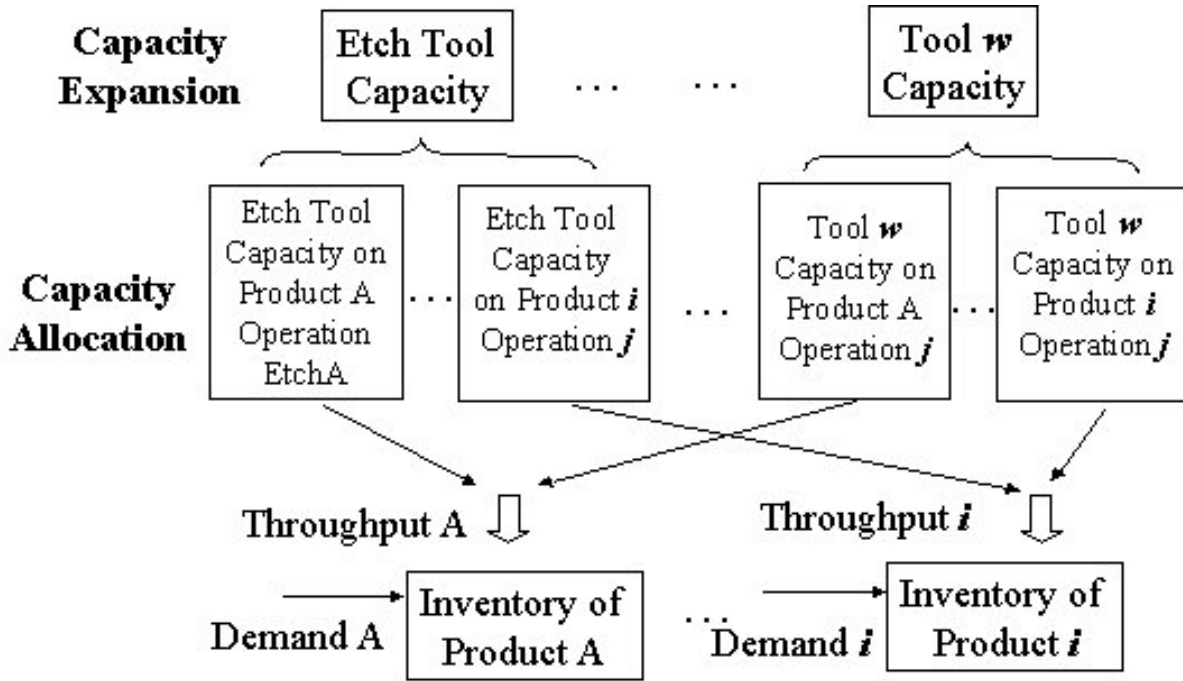 Capacity
Expansion
Etch Tool
Capacity
... ...
Tool w
Capacity
Capacity
Allocation
Etch Tool
Capacity on
Product A
Operation
EtchA
...
Etch Tool
Capacity
on Product i
Operation j
...
Tool w
Capacity on
Product A
Operation j
...
Tool w
Capacity on
Product i
Operation j
Throughput A
Throughput i
Demand A
Inventory of
Product A
...
Demand i
Inventory of
Product i